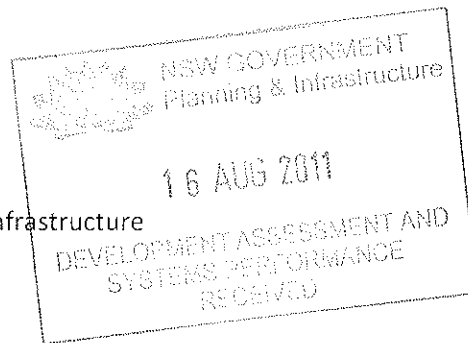 NSW GOVERNMENT
Planning & Infrastructure
16 AUG 2011
nfrastructure
DEVELOPMENT ASSESSMENT AND
SYSTEMS PERFORMANCE
RECEIVED